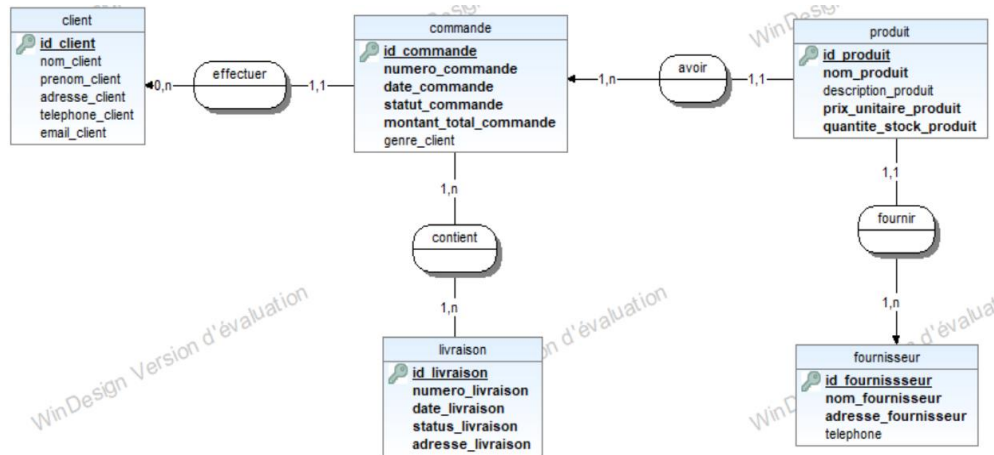 client
id_client
nom_client
prenom_client
adresse_client
telephone_client
email_client
0,n
effectuer
1,1
commande
id_commande
numero_commande
date_commande
statut_commande
montant_total_commande
genre_client
1,n
avoir
1,1
produit
id_produit
nom_produit
description_produit
prix_unitaire_produit
quantite_stock_produit
1,n
contient
1,n
livraison
id_livraison
numero_livraison
date_livraison
status_livraison
adresse_livraison
1,1
fournir
1,n
fournisseur
id_fournissseur
nom_fournisseur
adresse_fournisseur
telephone
WinDesign Version d'évaluation